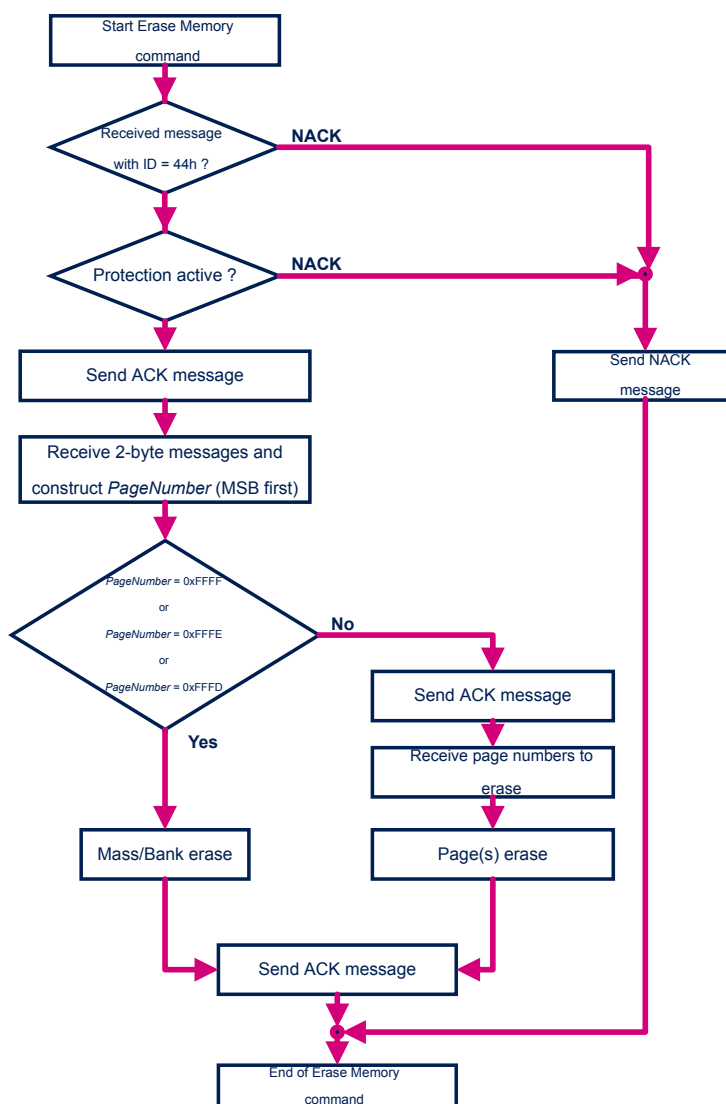 Start Erase Memory
command
Received message
with ID = 44h ?
NACK
Protection active ?
NACK
Send ACK message
Send NACK
message
Receive 2-byte messages and
construct PageNumber (MSB first)
PageNumber = 0xFFFF
or
PageNumber = 0xFFFE
or
PageNumber = 0xFFFD
No
Yes
Send ACK message
Receive page numbers to
erase
Mass/Bank erase
Page(s) erase
Send ACK message
End of Erase Memory
command